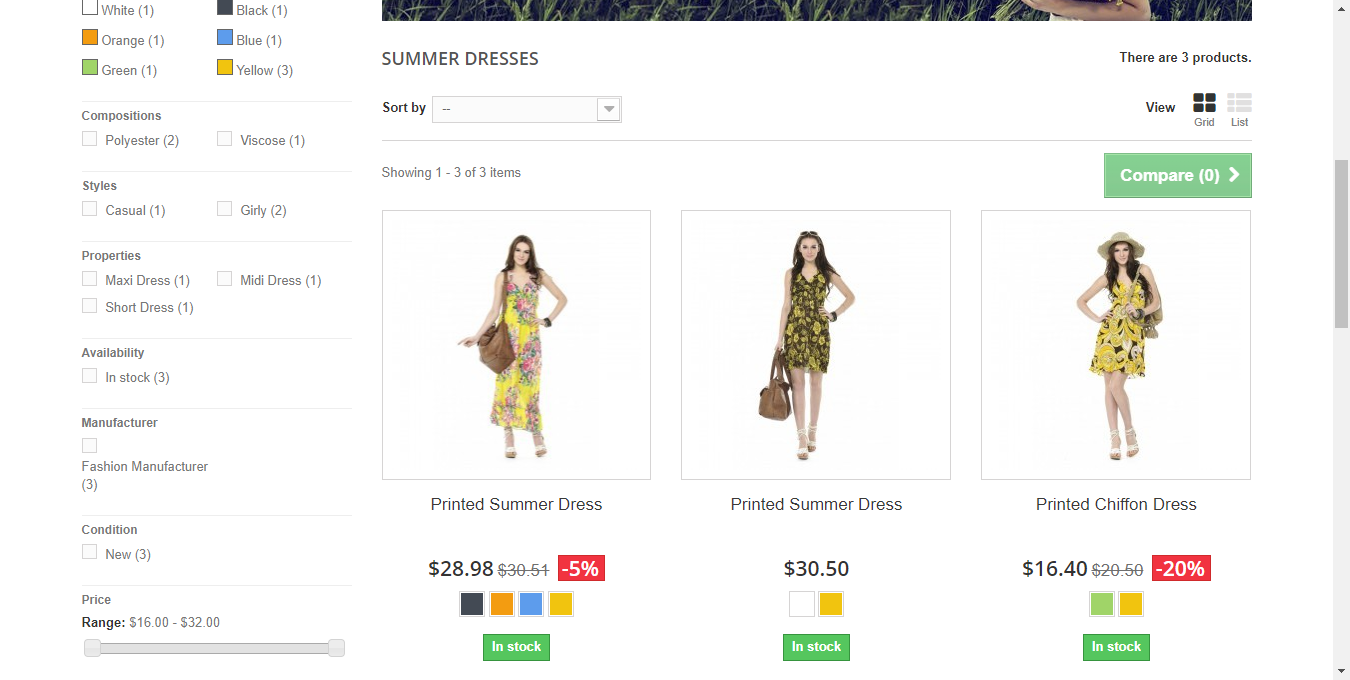 White (1)
Black (1)
Orange (1)
Blue (1)
Green (1)
Yellow (3)
Compositions
Polyester (2)
Viscose (1)
Styles
Casual (1)
Girly (2)
Properties
Maxi Dress (1)
Midi Dress (1)
Short Dress (1)
Availability
In stock (3)
Manufacturer
Fashion Manufacturer
(3)
Condition
New (3)
Price
Range: $16.00 - $32.00
SUMMER DRESSES
There are 3 products.
Sort by
--
View
Grid
List
Showing 1 - 3 of 3 items
Compare (0)
Printed Summer Dress
$28.98 $30.51 -5%
In stock
Printed Summer Dress
$30.50
In stock
Printed Chiffon Dress
$16.40 $20.50 -20%
In stock